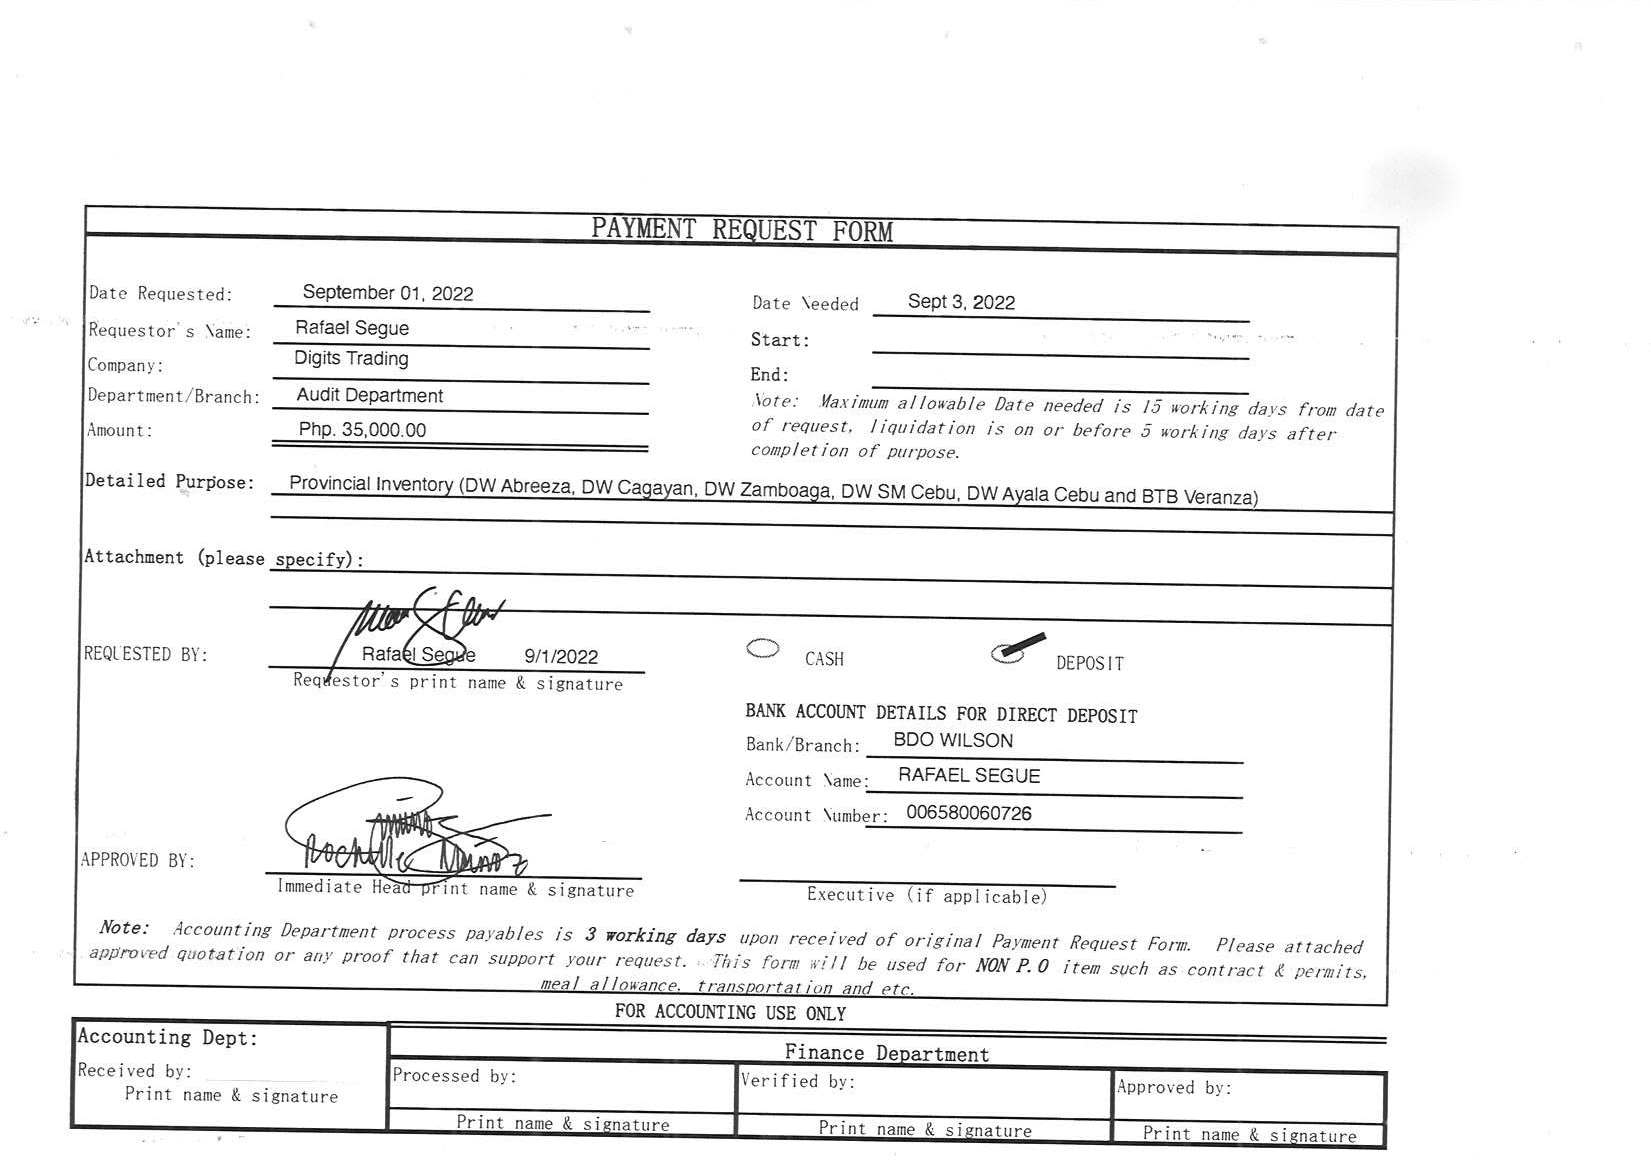 PAYMENT REQUEST FORM
Date Requested: September 01, 2022
Date Needed Sept 3, 2022
Requestor's Name: Rafael Segue
Start:
Company: Digits Trading
End:
Department/Branch: Audit Department
Note: Maximum allowable Date needed is 15 working days from date
of request, liquidation is on or before 5 working days after
completion of purpose.
Amount: Php. 35,000.00
Detailed Purpose: Provincial Inventory (DW Abreeza, DW Cagayan, DW Zamboaga, DW SM Cebu, DW Ayala Cebu and BTB Veranza)
Attachment (please specify):
REQUESTED BY: Rafael Segue 9/1/2022
Requestor's print name & signature
CASH
DEPOSIT
BANK ACCOUNT DETAILS FOR DIRECT DEPOSIT
Bank/Branch: BDO WILSON
Account Name: RAFAEL SEGUE
Account Number: 006580060726
APPROVED BY: Rochelle Munoz
Immediate Head print name & signature
Executive (if applicable)
Note: Accounting Department process payables is 3 working days upon received of original Payment Request Form. Please attached
approved quotation or any proof that can support your request. This form will be used for NON P.O item such as contract & permits,
meal allowance, transportation and etc.
FOR ACCOUNTING USE ONLY
Accounting Dept:
Received by:
Print name & signature
Finance Department
Processed by:
Verified by:
Approved by:
Print name & signature
Print name & signature
Print name & signature